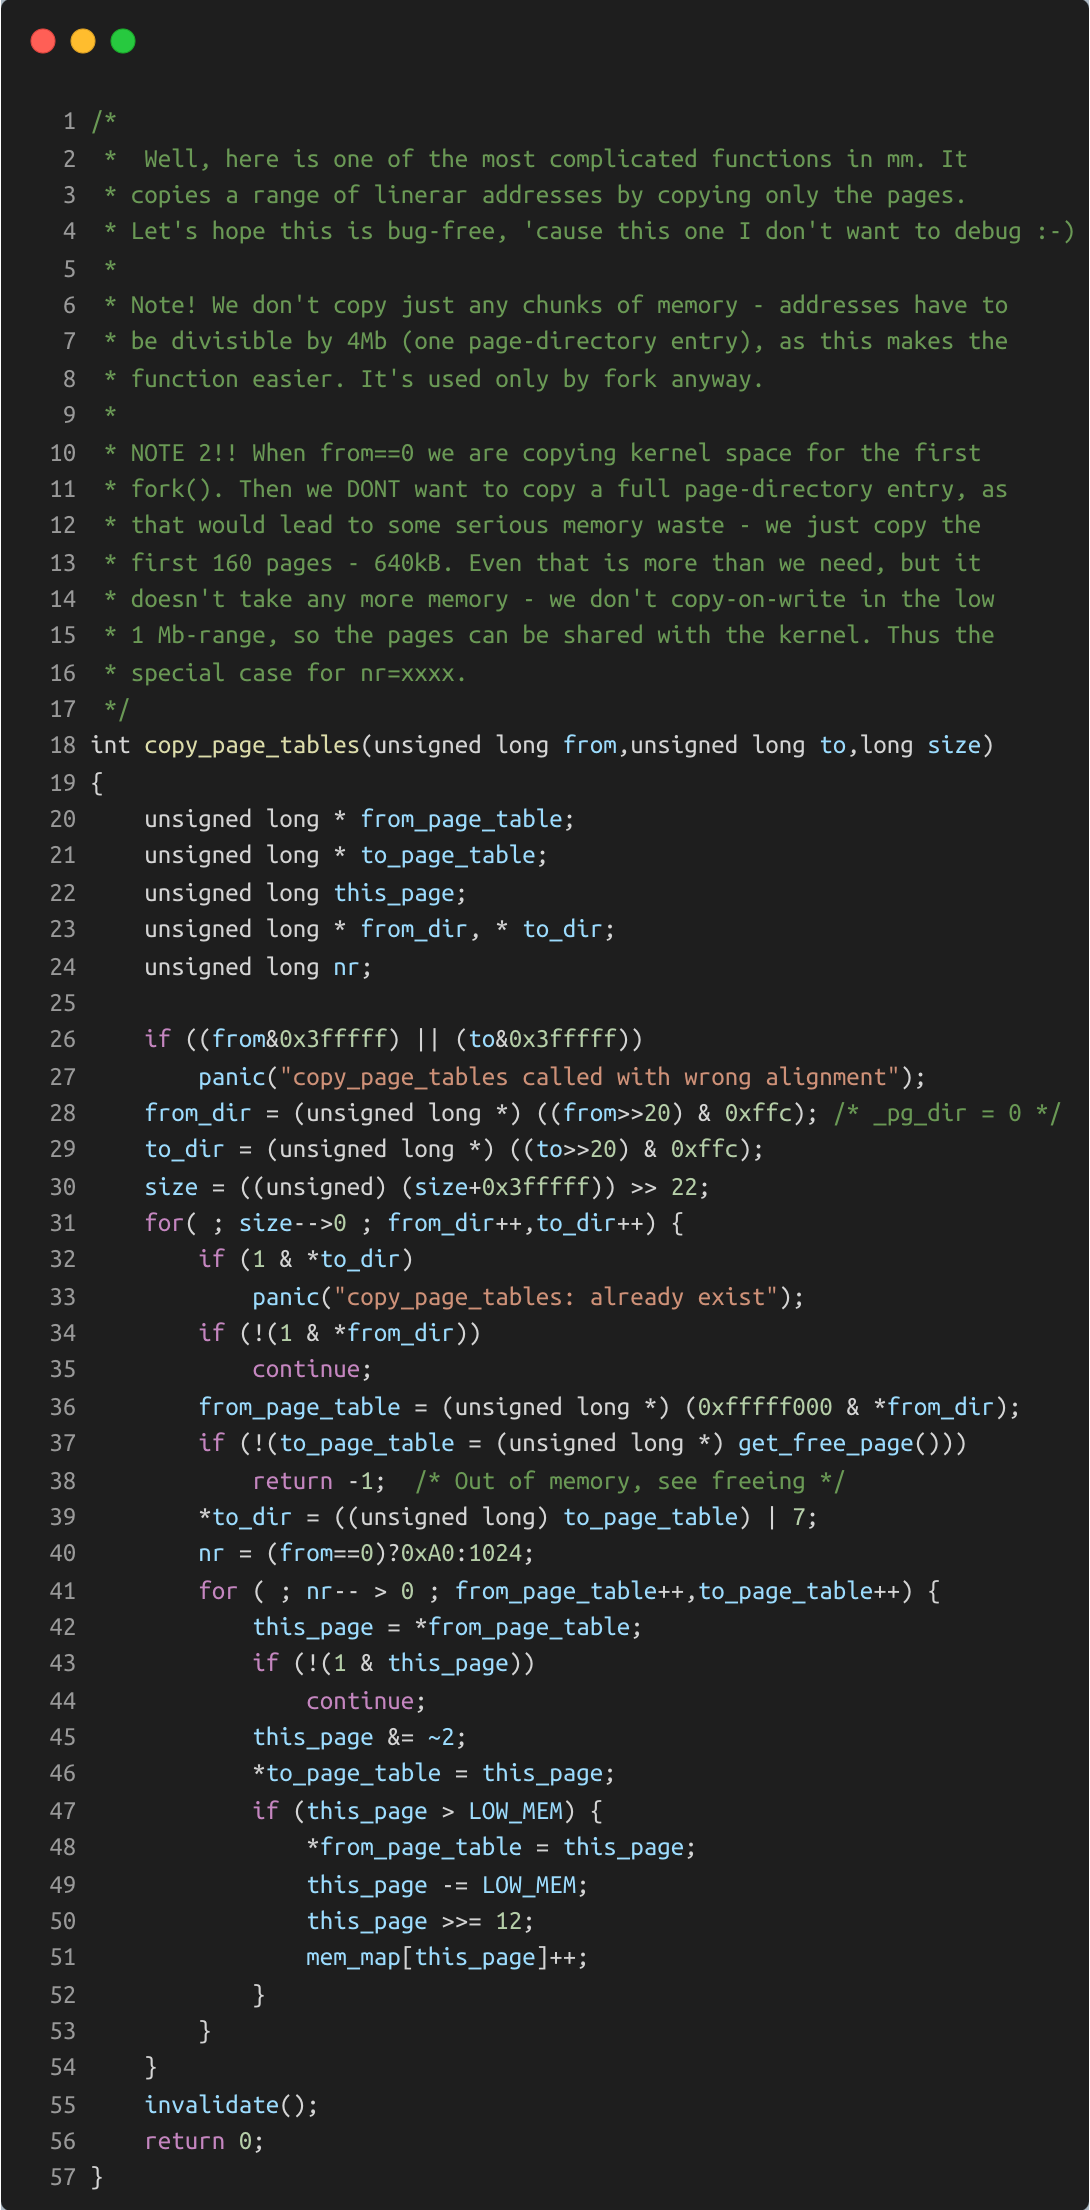 1 /*
2  *  Well, here is one of the most complicated functions in mm. It
3  * copies a range of linerar addresses by copying only the pages.
4  * Let's hope this is bug-free, 'cause this one I don't want to debug :-)
5  *
6  * Note! We don't copy just any chunks of memory - addresses have to
7  * be divisible by 4Mb (one page-directory entry), as this makes the
8  * function easier. It's used only by fork anyway.
9  *
10  * NOTE 2!! When from==0 we are copying kernel space for the first
11  * fork(). Then we DONT want to copy a full page-directory entry, as
12  * that would lead to some serious memory waste - we just copy the
13  * first 160 pages - 640kB. Even that is more than we need, but it
14  * doesn't take any more memory - we don't copy-on-write in the low
15  * 1 Mb-range, so the pages can be shared with the kernel. Thus the
16  * special case for nr=xxxx.
17  */
18 int copy_page_tables(unsigned long from,unsigned long to,long size)
19 {
20     unsigned long * from_page_table;
21     unsigned long * to_page_table;
22     unsigned long this_page;
23     unsigned long * from_dir, * to_dir;
24     unsigned long nr;
25
26     if ((from&0x3fffff) || (to&0x3fffff))
27         panic("copy_page_tables called with wrong alignment");
28     from_dir = (unsigned long *) ((from>>20) & 0xffc); /* _pg_dir = 0 */
29     to_dir = (unsigned long *) ((to>>20) & 0xffc);
30     size = ((unsigned) (size+0x3fffff)) >> 22;
31     for( ; size-->0 ; from_dir++,to_dir++) {
32         if (1 & *to_dir)
33             panic("copy_page_tables: already exist");
34         if (!(1 & *from_dir))
35             continue;
36         from_page_table = (unsigned long *) (0xfffff000 & *from_dir);
37         if (!(to_page_table = (unsigned long *) get_free_page()))
38             return -1;  /* Out of memory, see freeing */
39         *to_dir = ((unsigned long) to_page_table) | 7;
40         nr = (from==0)?0xA0:1024;
41         for ( ; nr-- > 0 ; from_page_table++,to_page_table++) {
42             this_page = *from_page_table;
43             if (!(1 & this_page))
44                 continue;
45             this_page &= ~2;
46             *to_page_table = this_page;
47             if (this_page > LOW_MEM) {
48                 *from_page_table = this_page;
49                 this_page -= LOW_MEM;
50                 this_page >>= 12;
51                 mem_map[this_page]++;
52             }
53         }
54     }
55     invalidate();
56     return 0;
57 }